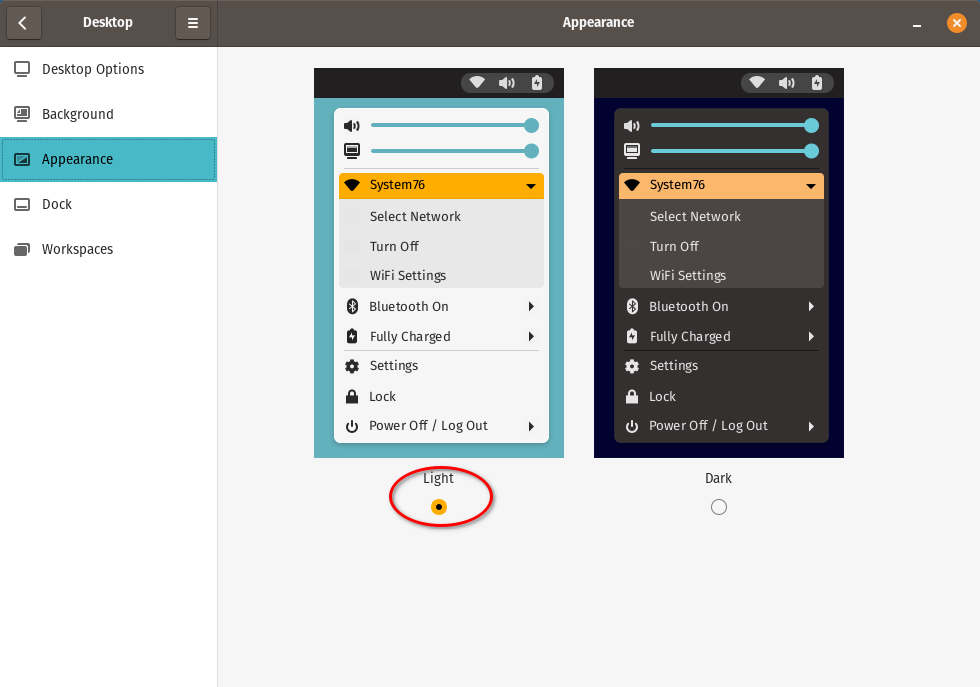 Desktop
Appearance
Desktop Options
Background
Appearance
Dock
Workspaces
System76
Select Network
Turn Off
WiFi Settings
Bluetooth On
Fully Charged
Settings
Lock
Power Off / Log Out
Light
System76
Select Network
Turn Off
WiFi Settings
Bluetooth On
Fully Charged
Settings
Lock
Power Off / Log Out
Dark